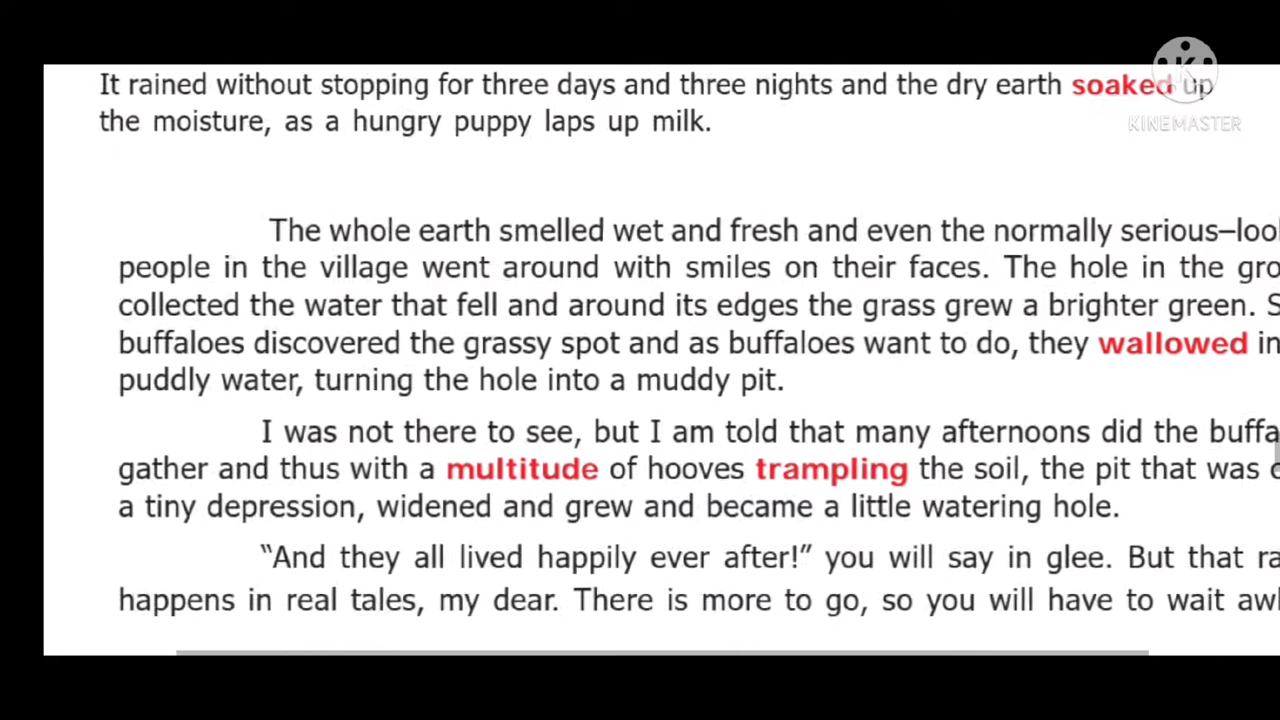 It rained without stopping for three days and three nights and the dry earth soaked up
KINEMASTER
the moisture, as a hungry puppy laps up milk.
The whole earth smelled wet and fresh and even the normally serious–
people in the village went around with smiles on their faces. The hole in the
collected the water that fell and around its edges the grass grew a brighter green.
buffaloes discovered the grassy spot and as buffaloes want to do, they wallowed in
puddly water, turning the hole into a muddy pit.
I was not there to see, but I am told that many afternoons did the
gather and thus with a multitude of hooves trampling the soil, the pit that was
a tiny depression, widened and grew and became a little watering hole.
“And they all lived happily ever after!” you will say in glee. But that
happens in real tales, my dear. There is more to go, so you will have to wait